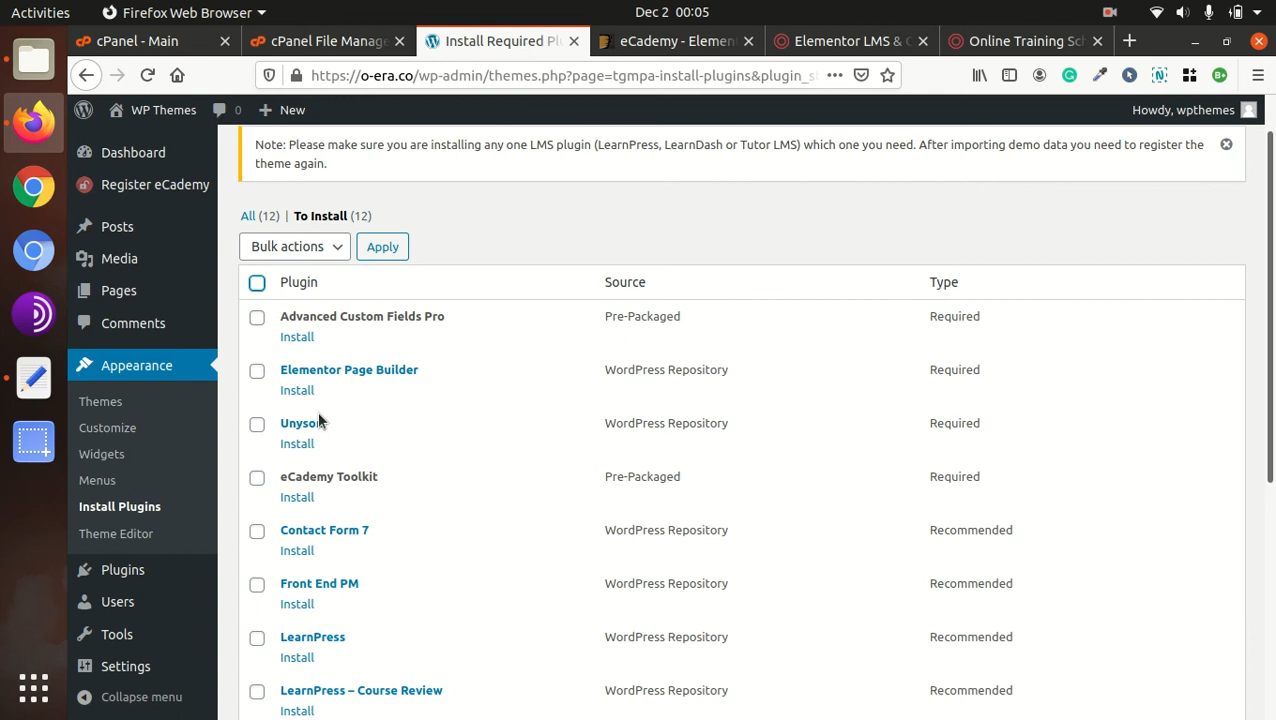 Activities
Firefox Web Browser
Dec 2 00:05
cPanel - Main
cPanel File Manage
Install Required Pl
eCademy - Elemen
Elementor LMS & C
Online Training Sch
https://o-era.co/wp-admin/themes.php?page=tgmpa-install-plugins&plugin_s
WP Themes
0
New
Howdy, wpthemes
Note: Please make sure you are installing any one LMS plugin (LearnPress, LearnDash or Tutor LMS) which one you need. After importing demo data you need to register the
theme again.
Dashboard
Register eCademy
Posts
Media
Pages
Comments
Appearance
Themes
Customize
Widgets
Menus
Install Plugins
Theme Editor
Plugins
Users
Tools
Settings
Collapse menu
All (12) | To Install (12)
Bulk actions
Apply
Plugin Source Type
Advanced Custom Fields Pro Pre-Packaged Required
Install
Elementor Page Builder WordPress Repository Required
Install
Unyson WordPress Repository Required
Install
eCademy Toolkit Pre-Packaged Required
Install
Contact Form 7 WordPress Repository Recommended
Install
Front End PM WordPress Repository Recommended
Install
LearnPress WordPress Repository Recommended
Install
LearnPress – Course Review WordPress Repository Recommended
Install